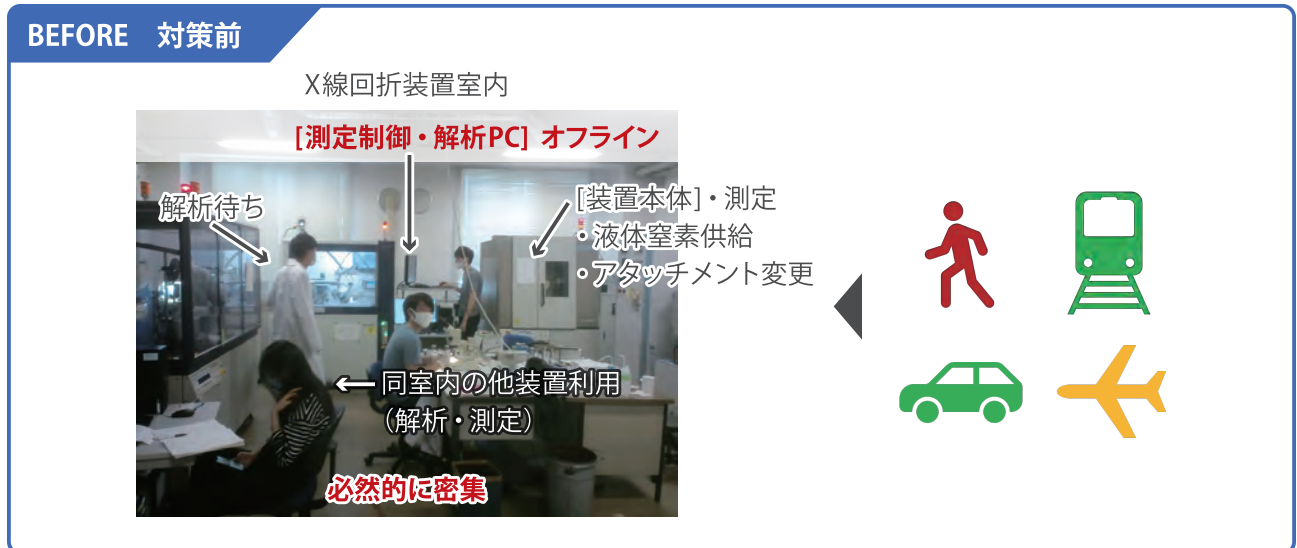 BEFORE 対策前
X線回折装置室内
[測定制御・解析PC] オフライン
解析待ち
[装置本体]・測定
・液体窒素供給
・アタッチメント変更
← 同室内の他装置利用
(解析・測定)
必然的に密集